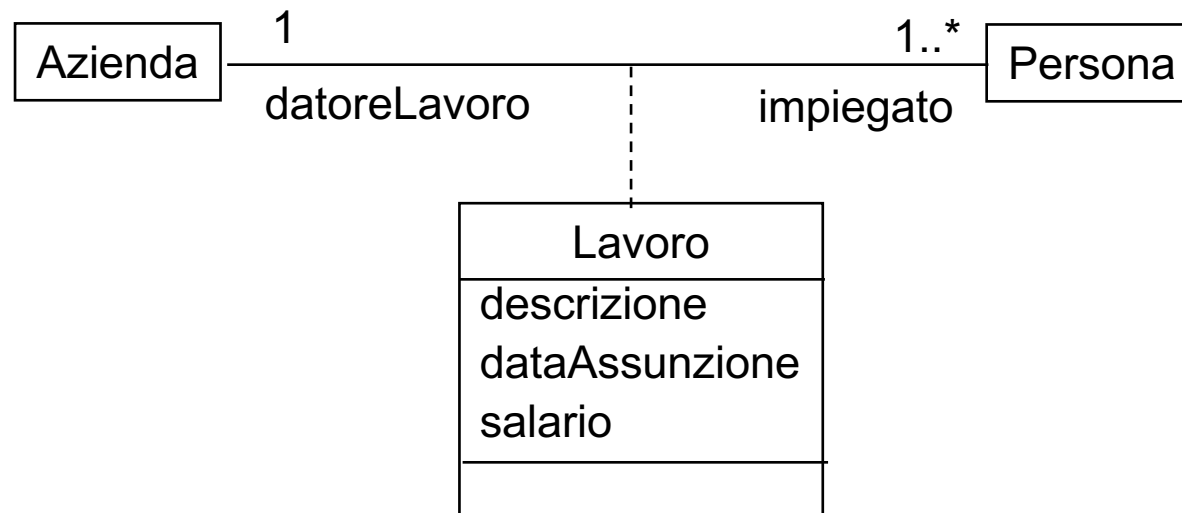 1
1..*
Azienda
Persona
datoreLavoro
impiegato
Lavoro
descrizione
dataAssunzione
salario